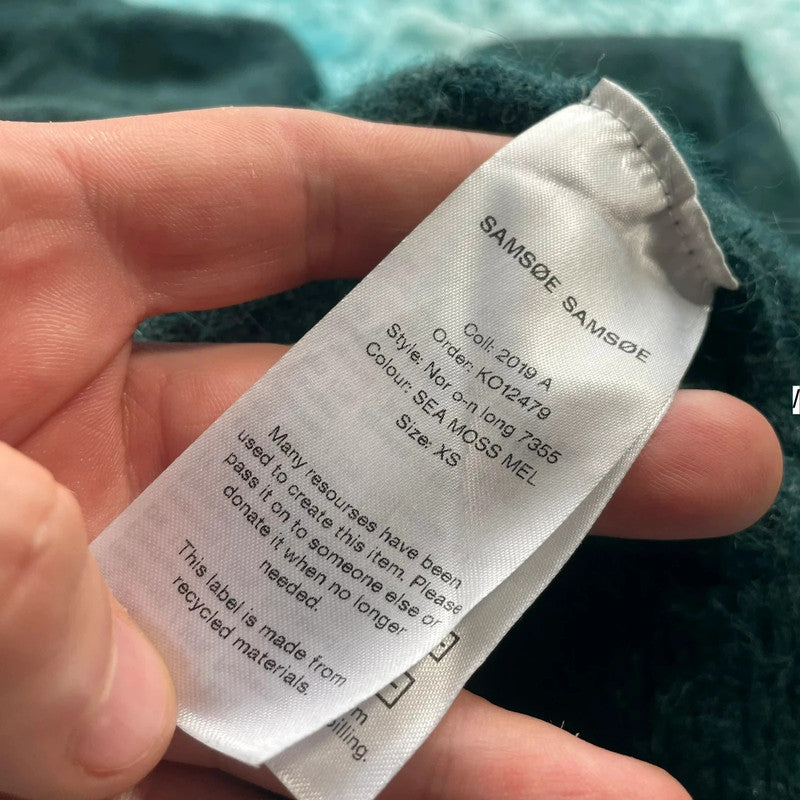 SAMSØE SAMSØE
Coll: 2019 A
Order: KO12479
Style: Nor o-n long 7355
Colour: SEA MOSS MEL
Size: XS
Many resourses have been
used to create this item. Please
pass it on to someone else or
donate it when no longer
needed.
This label is made from
recycled materials.